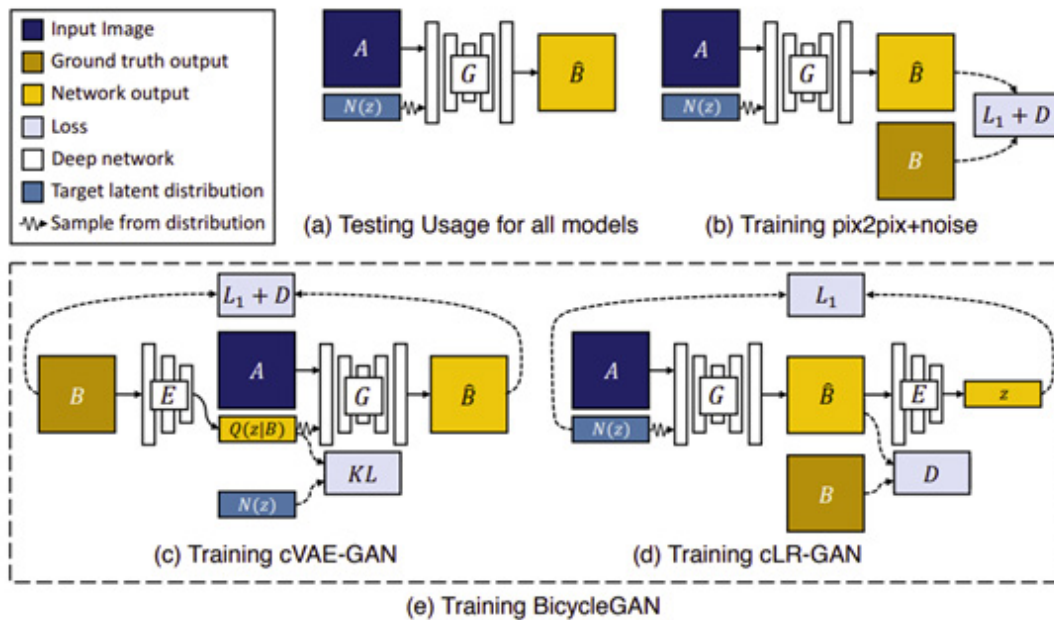 Input Image
Ground truth output
Network output
Loss
Deep network
Target latent distribution
Sample from distribution
A
N(z)
G
B̂
(a) Testing Usage for all models
A
N(z)
G
B̂
B
L₁ + D
(b) Training pix2pix+noise
L₁ + D
B
E
A
Q(z|B)
G
B̂
KL
N(z)
(c) Training cVAE-GAN
L₁
A
N(z)
G
B̂
E
z
B
D
(d) Training cLR-GAN
(e) Training BicycleGAN